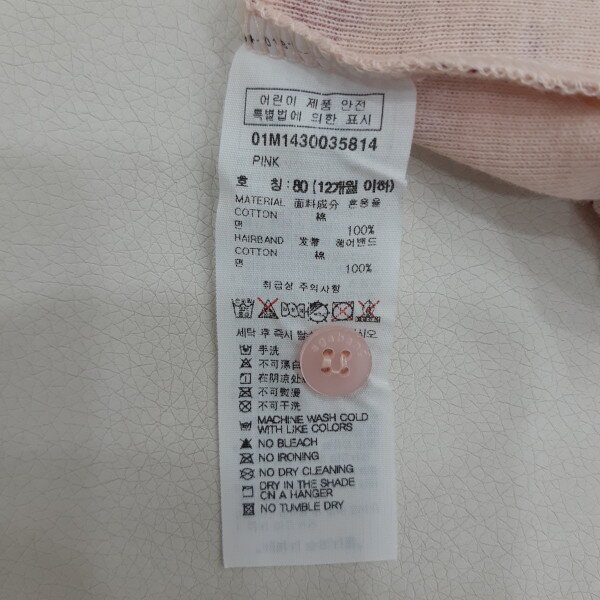 어린이 제품 안전
특별법에 의한 표시
01M1430035814
PINK
호 칭 : 80 (12개월 이하)
MATERIAL 面料成分 혼용율
COTTON 綿
면 100%
HAIRBAND 发带 헤어밴드
COTTON 綿
면 100%
취급상 주의사항
세탁 후 즉시
手洗
不可漂白
在阴凉处
不可熨燙
不可干洗
MACHINE WASH COLD
WITH LIKE COLORS
NO BLEACH
NO IRONING
NO DRY CLEANING
DRY IN THE SHADE
ON A HANGER
NO TUMBLE DRY